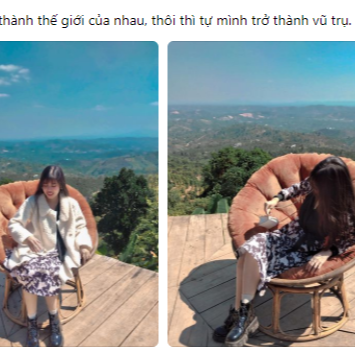 thành thế giới của nhau, thôi thì tự mình trở thành vũ trụ.